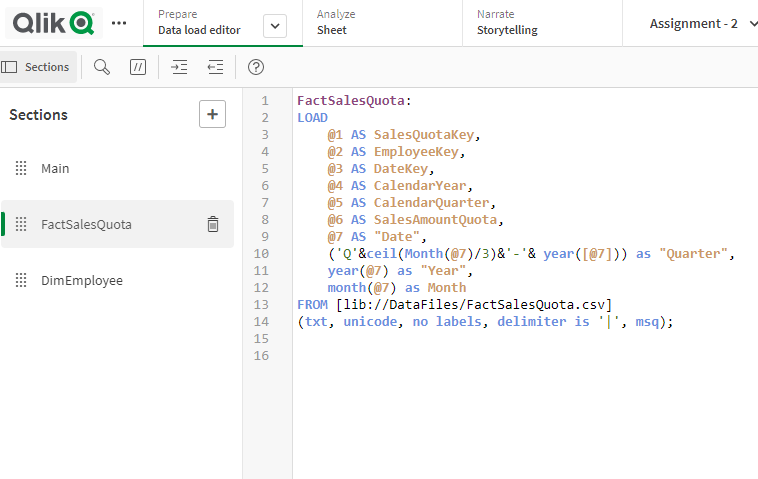 Qlik
Prepare
Data load editor
Analyze
Sheet
Narrate
Storytelling
Assignment - 2
Sections
//
?
Sections
+
Main
FactSalesQuota
DimEmployee
1 FactSalesQuota:
2 LOAD
3 @1 AS SalesQuotaKey,
4 @2 AS EmployeeKey,
5 @3 AS DateKey,
6 @4 AS CalendarYear,
7 @5 AS CalendarQuarter,
8 @6 AS SalesAmountQuota,
9 @7 AS "Date",
10 ('Q'&ceil(Month(@7)/3)&'-'& year([@7])) as "Quarter",
11 year(@7) as "Year",
12 month(@7) as Month
13 FROM [lib://DataFiles/FactSalesQuota.csv]
14 (txt, unicode, no labels, delimiter is '|', msq);
15
16